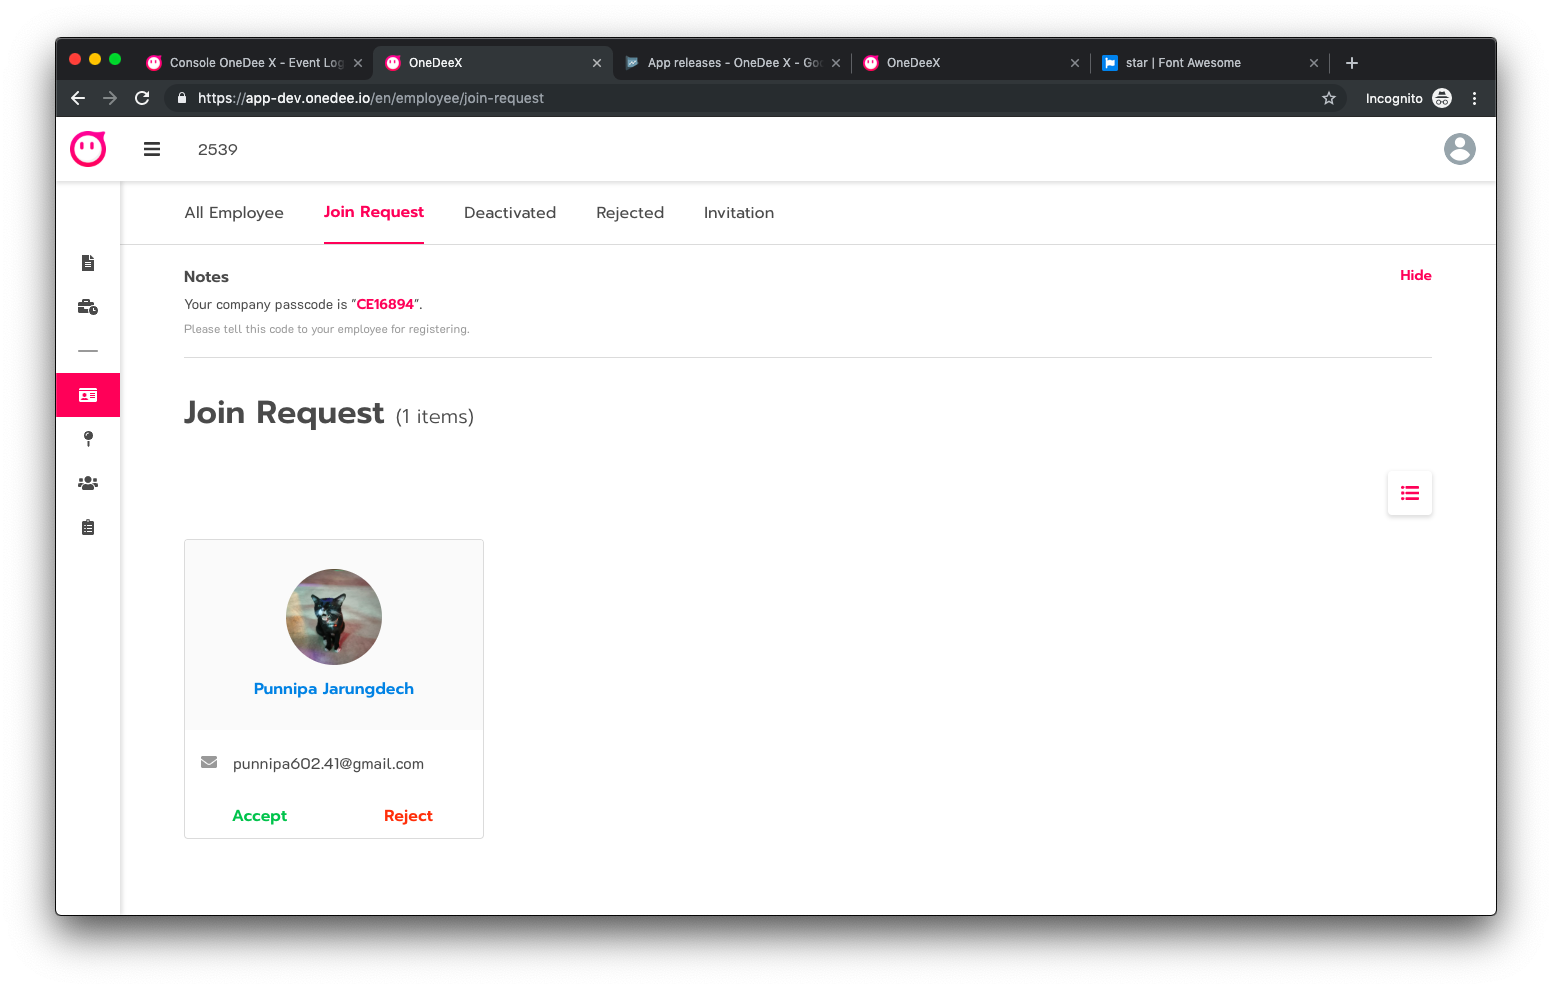 Console OneDee X - Event Log
OneDeeX
App releases - OneDee X - Goo
OneDeeX
star | Font Awesome
https://app-dev.onedee.io/en/employee/join-request
Incognito
2539
All Employee
Join Request
Deactivated
Rejected
Invitation
Notes
Hide
Your company passcode is "CE16894".
Please tell this code to your employee for registering.
Join Request (1 items)
Punnipa Jarungdech
punnipa602.41@gmail.com
Accept
Reject